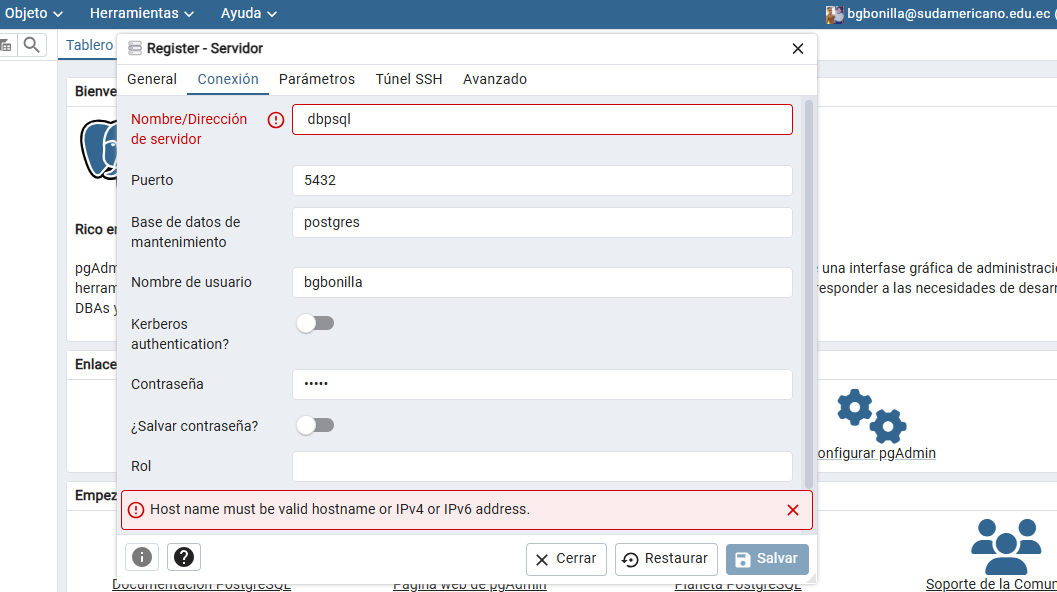 Objeto Herramientas Ayuda bgbonilla@sudamericano.edu.ec
Tablero
Register - Servidor
General Conexión Parámetros Túnel SSH Avanzado
Bienve
Nombre/Dirección
de servidor
dbpsql
Puerto 5432
Base de datos de
mantenimiento
postgres
Rico en
Nombre de usuario bgbonilla
pgAdm
herram
DBAs y
una interfase gráfica de administració
responder a las necesidades de desarr
Kerberos
authentication?
Enlace
Contraseña •••••
¿Salvar contraseña?
onfigurar pgAdmin
Rol
Empez
Host name must be valid hostname or IPv4 or IPv6 address.
Cerrar Restaurar Salvar
Documentación PostgreSQL Página web de pgAdmin Planeta PostgreSQL Soporte de la Comun